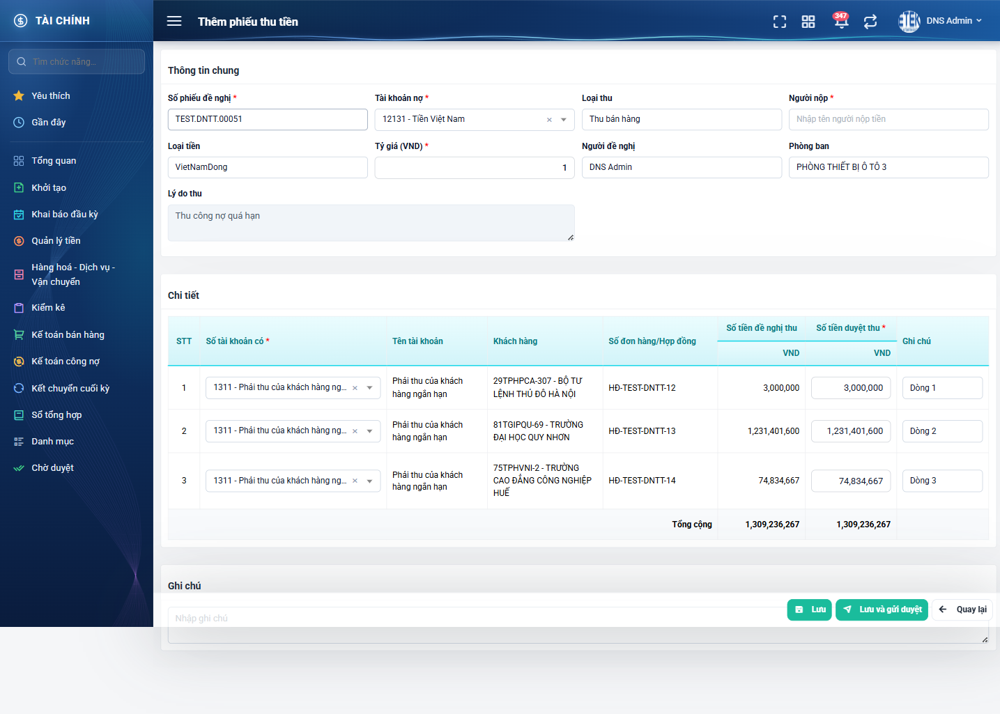 TÀI CHÍNH
Thêm phiếu thu tiền
347
DNS Admin
Tìm chức năng...
Yêu thích
Gần đây
Tổng quan
Khởi tạo
Khai báo đầu kỳ
Quản lý tiền
Hàng hoá - Dịch vụ -
Vận chuyển
Kiểm kê
Kế toán bán hàng
Kế toán công nợ
Kết chuyển cuối kỳ
Sổ tổng hợp
Danh mục
Chờ duyệt
Thông tin chung
Số phiếu đề nghị * Tài khoản nợ * Loại thu Người nộp *
TEST.DNTT.00051 12131 - Tiền Việt Nam × Thu bán hàng Nhập tên người nộp tiền
Loại tiền Tỷ giá (VND) * Người đề nghị Phòng ban
VietNamDong 1 DNS Admin PHÒNG THIẾT BỊ Ô TÔ 3
Lý do thu
Thu công nợ quá hạn
Chi tiết
STT Số tài khoản có * Tên tài khoản Khách hàng Số đơn hàng/Hợp đồng Số tiền đề nghị thu Số tiền duyệt thu * Ghi chú
VND VND
1 1311 - Phải thu của khách hàng ng... × Phải thu của khách hàng ngắn hạn 29TPHPCA-307 - BỘ TƯ LỆNH THỦ ĐÔ HÀ NỘI HĐ-TEST-DNTT-12 3,000,000 3,000,000 Dòng 1
2 1311 - Phải thu của khách hàng ng... × Phải thu của khách hàng ngắn hạn 81TGIPQU-69 - TRƯỜNG ĐẠI HỌC QUY NHƠN HĐ-TEST-DNTT-13 1,231,401,600 1,231,401,600 Dòng 2
3 1311 - Phải thu của khách hàng ng... × Phải thu của khách hàng ngắn hạn 75TPHVNI-2 - TRƯỜNG CAO ĐẲNG CÔNG NGHIỆP HUẾ HĐ-TEST-DNTT-14 74,834,667 74,834,667 Dòng 3
Tổng cộng 1,309,236,267 1,309,236,267
Ghi chú
Nhập ghi chú
Lưu Lưu và gửi duyệt Quay lại